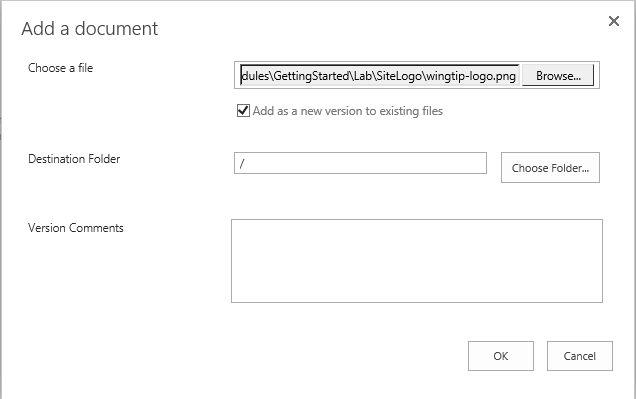 Add a document
Choose a file
dules\GettingStarted\Lab\SiteLogo\wingtip-logo.png
Browse...
Add as a new version to existing files
Destination Folder
/
Choose Folder...
Version Comments
OK
Cancel